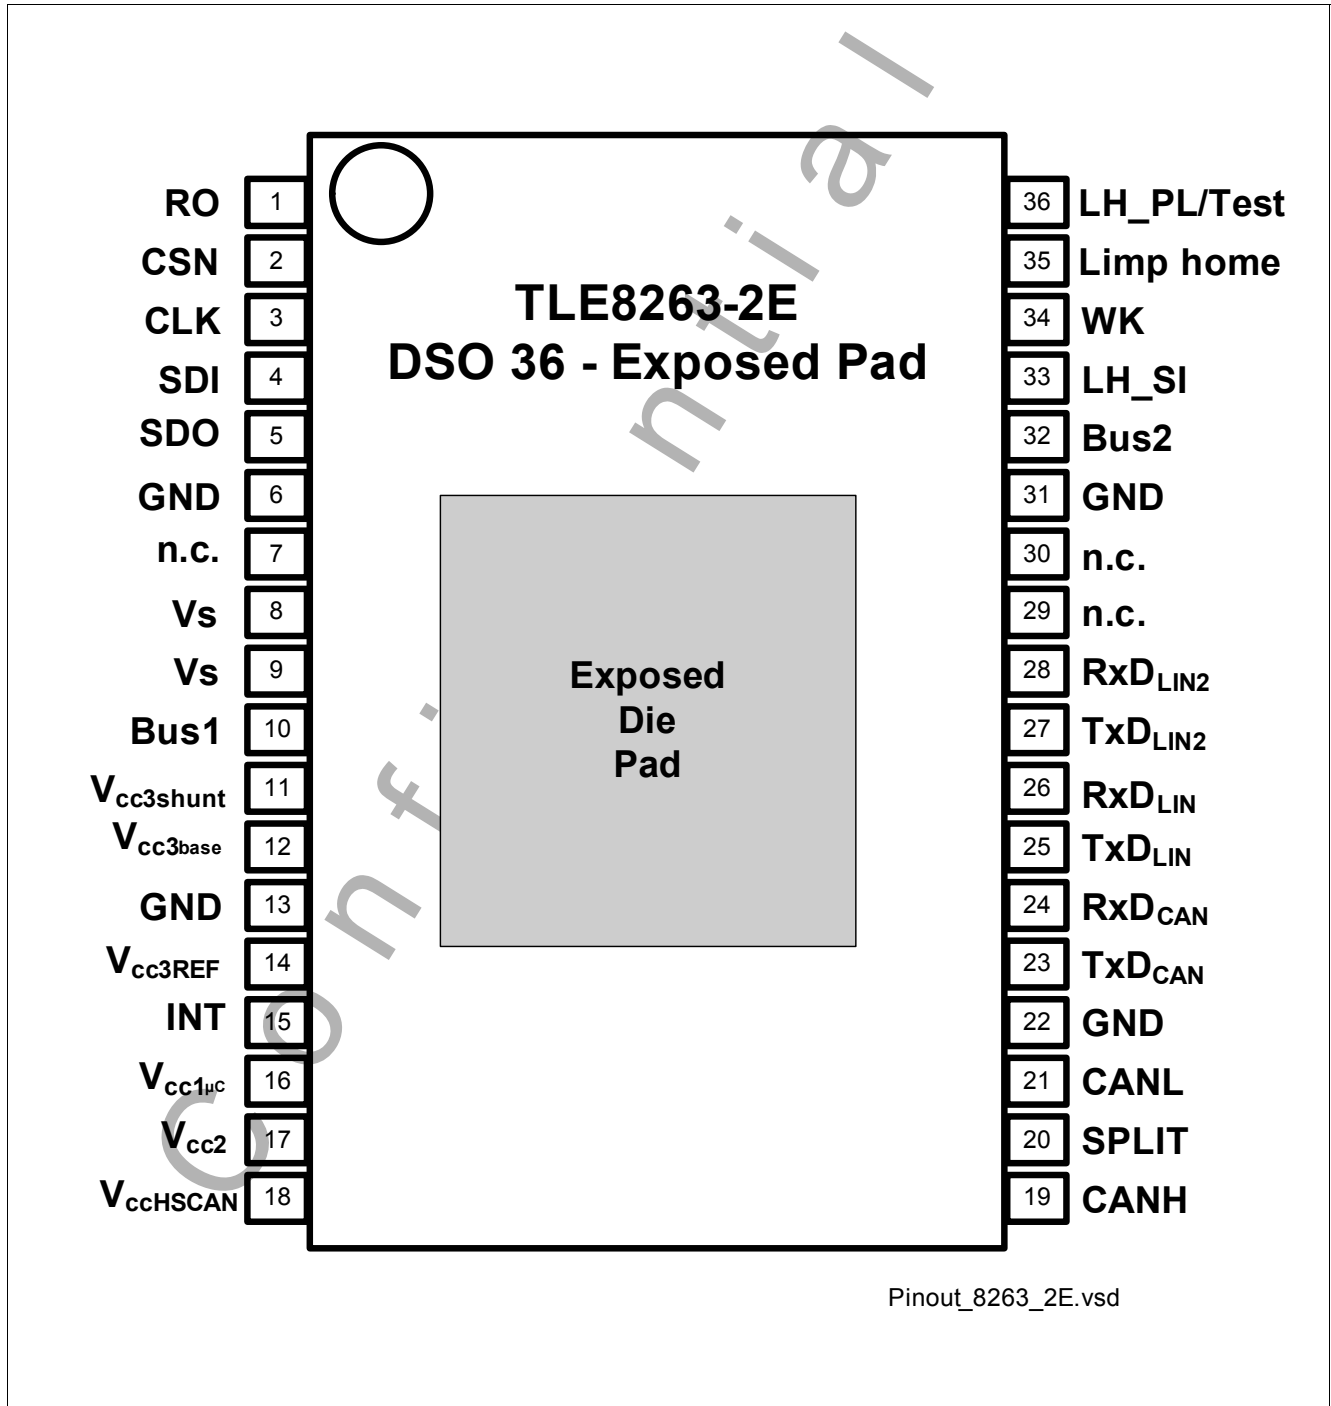 RO 1
CSN 2
CLK 3
SDI 4
SDO 5
GND 6
n.c. 7
Vs 8
Vs 9
Bus1 10
Vcc3shunt 11
Vcc3base 12
GND 13
Vcc3REF 14
INT 15
Vcc1µC 16
Vcc2 17
VccHSCAN 18
TLE8263-2E
DSO 36 - Exposed Pad
Exposed
Die
Pad
36 LH_PL/Test
35 Limp home
34 WK
33 LH_SI
32 Bus2
31 GND
30 n.c.
29 n.c.
28 RxDLIN2
27 TxDLIN2
26 RxDLIN
25 TxDLIN
24 RxDCAN
23 TxDCAN
22 GND
21 CANL
20 SPLIT
19 CANH
Pinout_8263_2E.vsd
Confi ntial